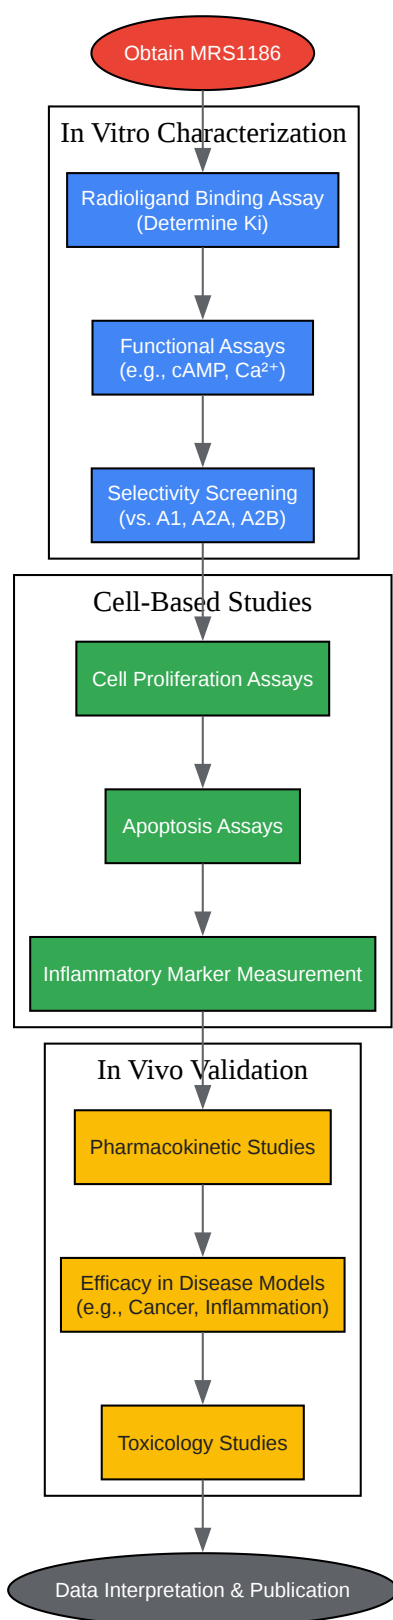 Obtain MRS1186
In Vitro Characterization
Radioligand Binding Assay
(Determine Ki)
Functional Assays
(e.g., cAMP, Ca²⁺)
Selectivity Screening
(vs. A1, A2A, A2B)
Cell-Based Studies
Cell Proliferation Assays
Apoptosis Assays
Inflammatory Marker Measurement
In Vivo Validation
Pharmacokinetic Studies
Efficacy in Disease Models
(e.g., Cancer, Inflammation)
Toxicology Studies
Data Interpretation & Publication